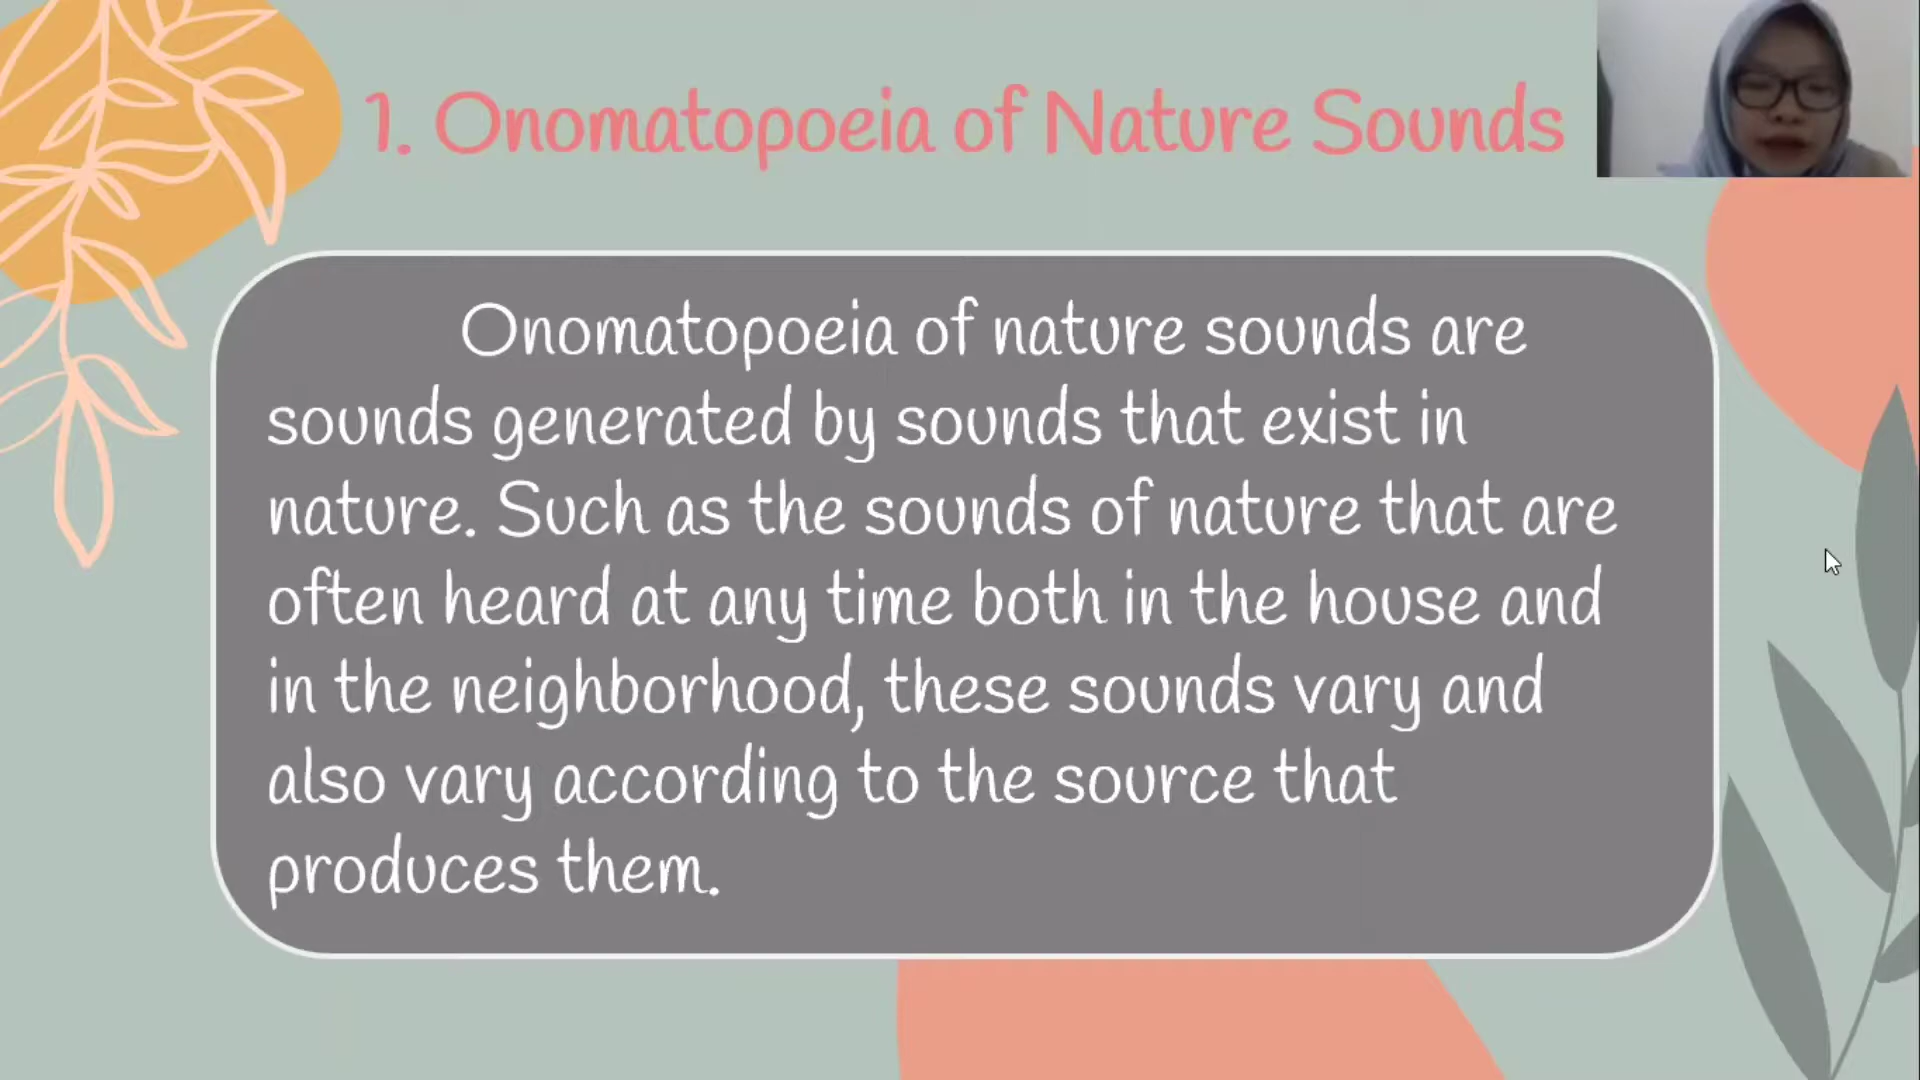 1. Onomatopoeia of Nature Sounds
Onomatopoeia of nature sounds are
sounds generated by sounds that exist in
nature. Such as the sounds of nature that are
often heard at any time both in the house and
in the neighborhood, these sounds vary and
also vary according to the source that
produces them.